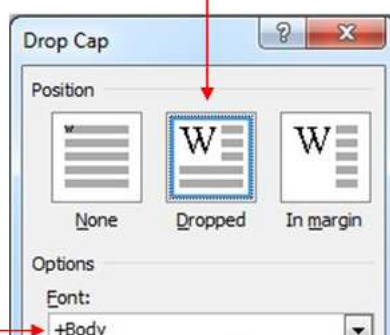 Drop Cap
Position
W W W
None Dropped In margin
Options
Font:
+Body